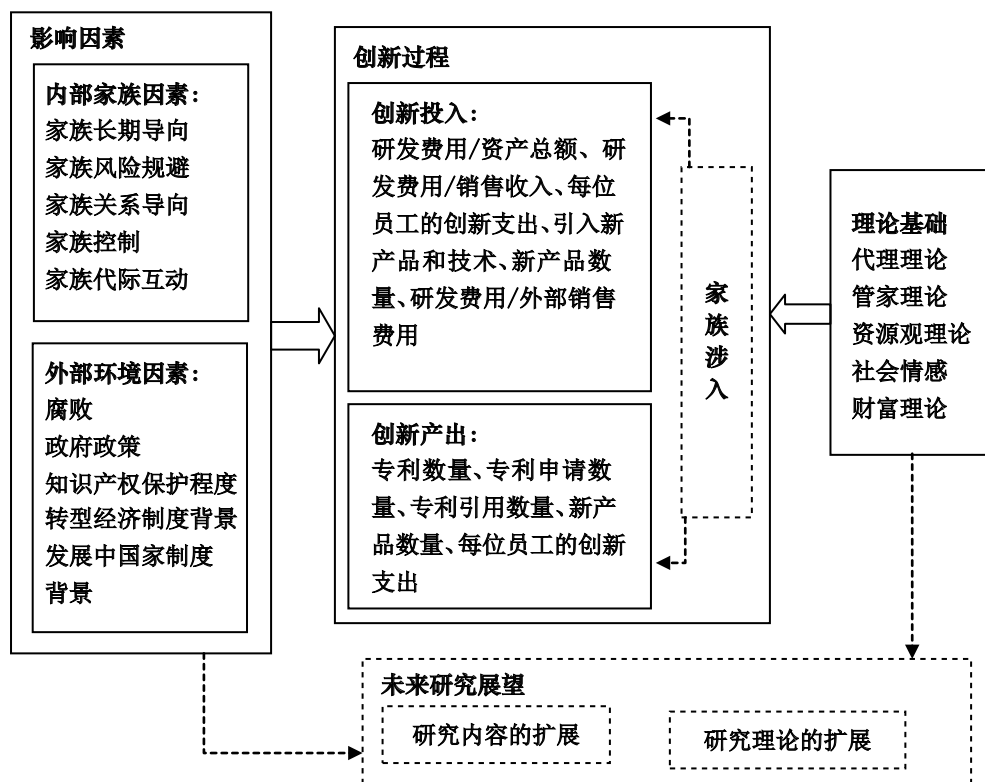 影响因素
内部家族因素：
家族长期导向
家族风险规避
家族关系导向
家族控制
家族代际互动
外部环境因素：
腐败
政府政策
知识产权保护程度
转型经济制度背景
发展中国家制度
背景
创新过程
创新投入：
研发费用/资产总额、研
发费用/销售收入、每位
员工的创新支出、引入新
产品和技术、新产品数
量、研发费用/外部销售
费用
创新产出：
专利数量、专利申请数
量、专利引用数量、新产
品数量、每位员工的创新
支出
家
族
涉
入
理论基础
代理理论
管家理论
资源观理论
社会情感
财富理论
未来研究展望
研究内容的扩展
研究理论的扩展